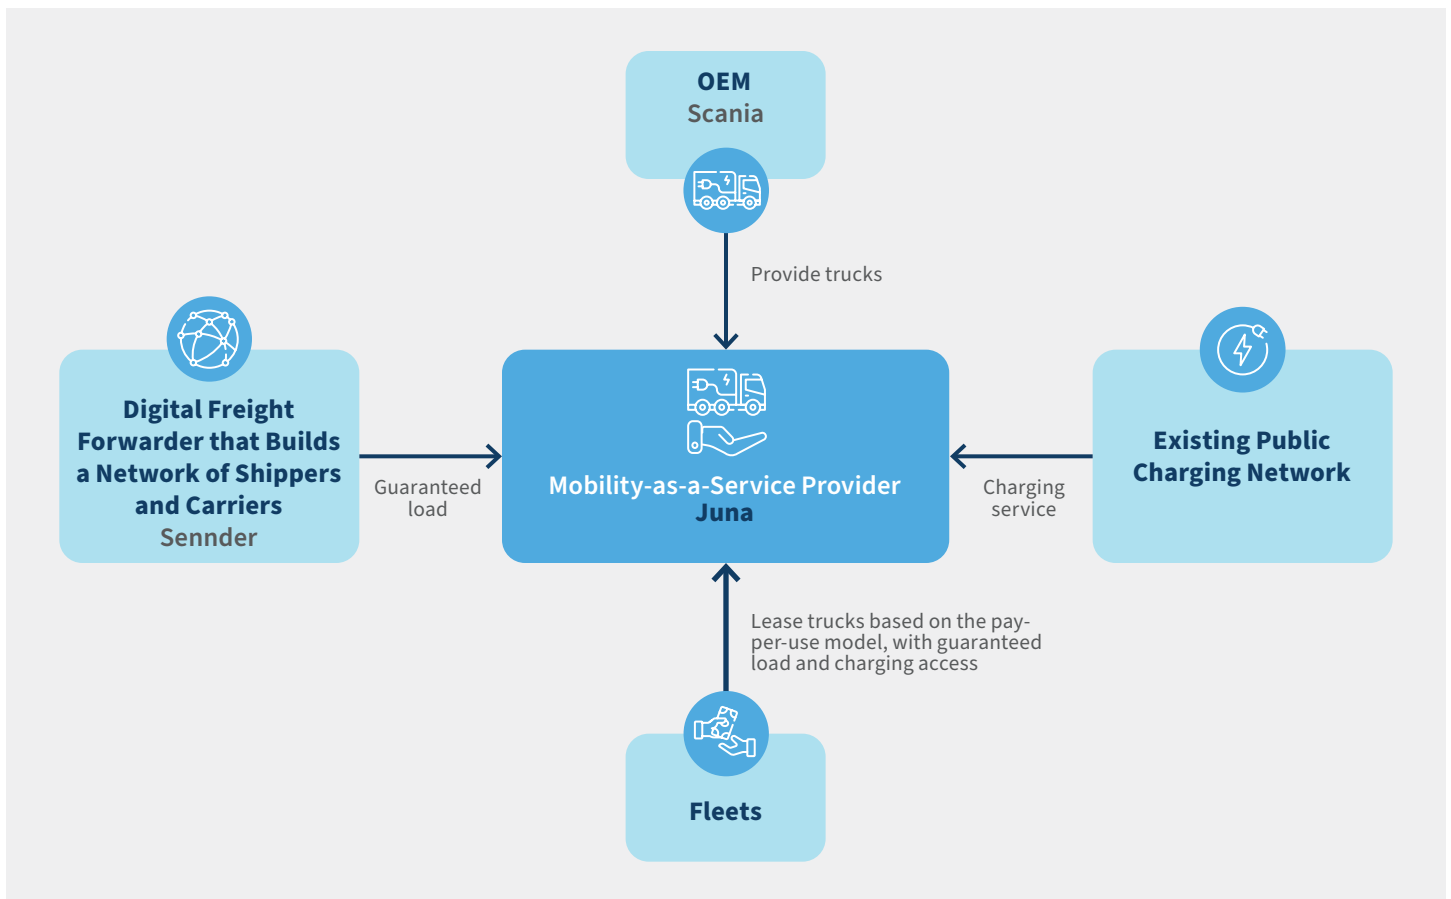 OEM
Scania
Provide trucks
Digital Freight
Forwarder that Builds
a Network of Shippers
and Carriers
Sennder
Guaranteed
load
Mobility-as-a-Service Provider
Juna
Charging
service
Existing Public
Charging Network
Lease trucks based on the pay-
per-use model, with guaranteed
load and charging access
Fleets